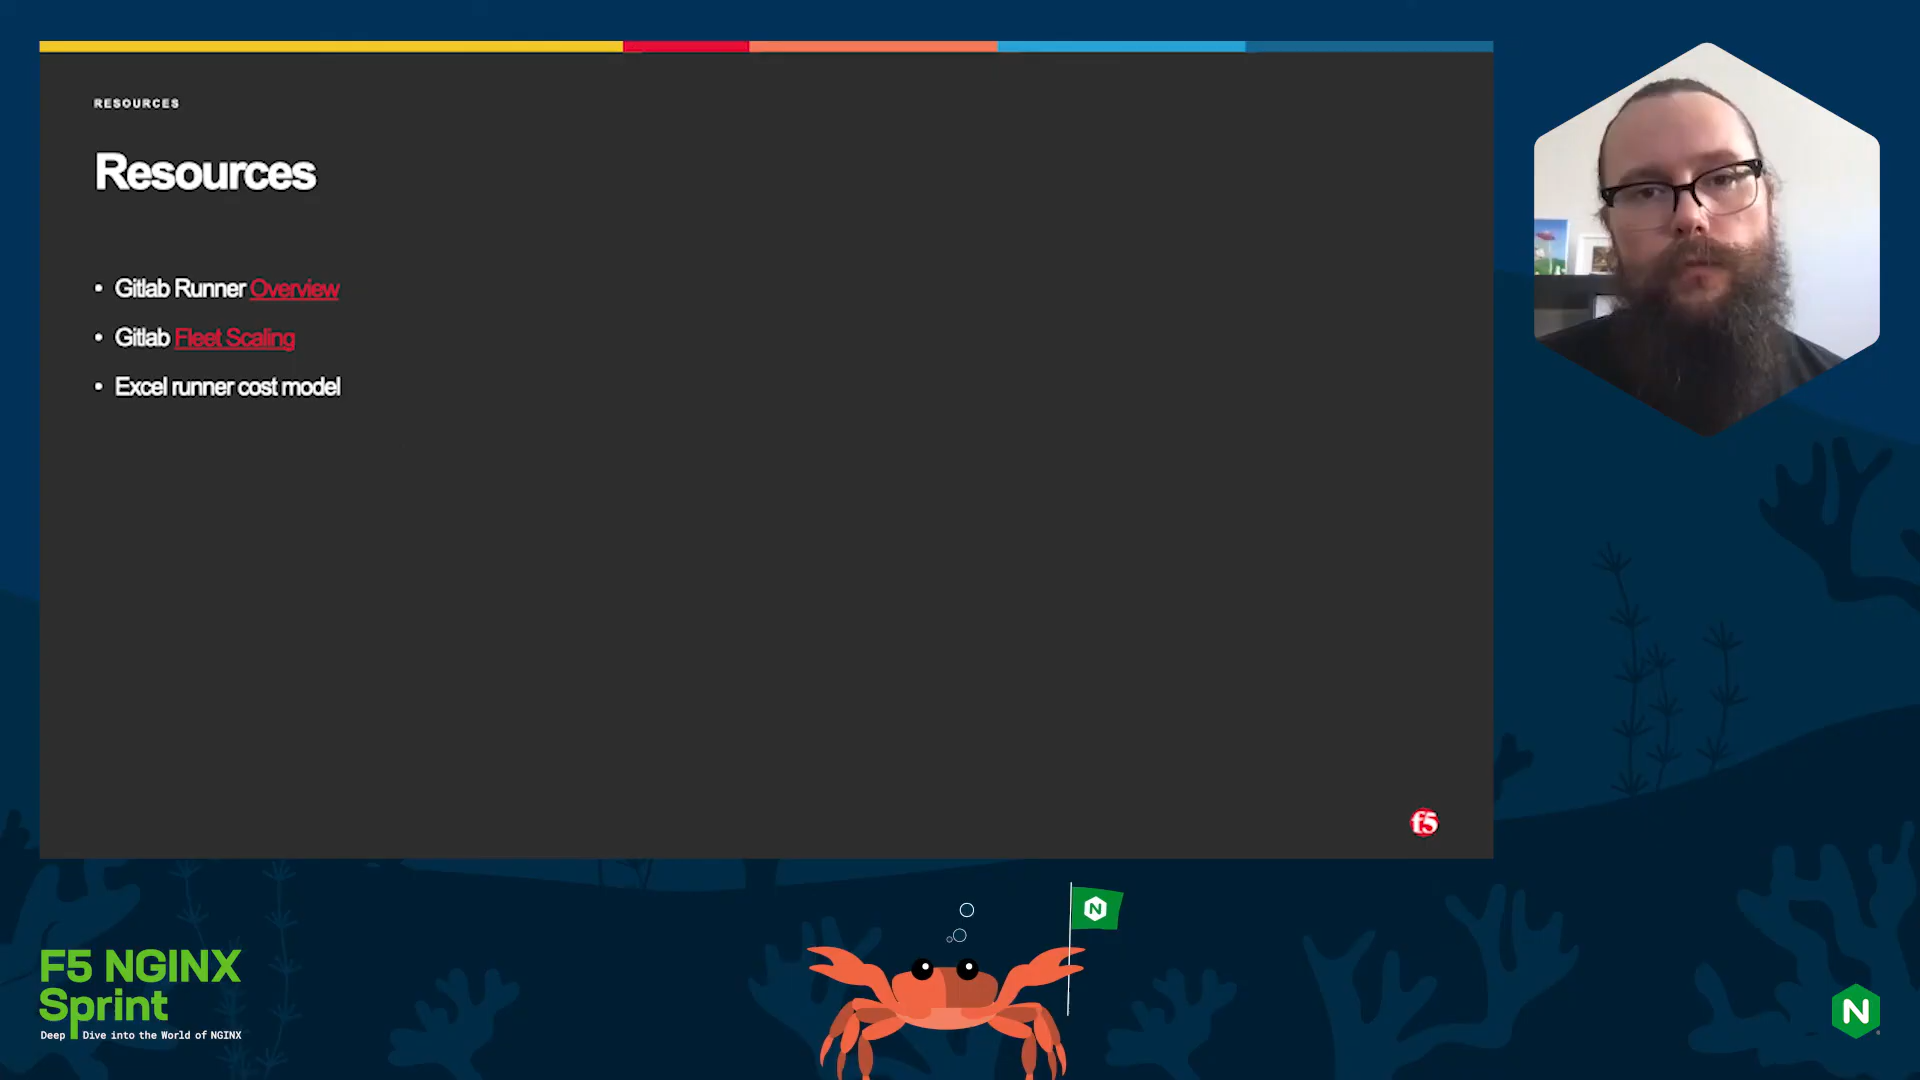 RESOURCES
Resources
• Gitlab Runner Overview
• Gitlab Fleet Scaling
• Excel runner cost model
f5
N
F5 NGINX
Sprint
Deep Dive into the World of NGINX
N